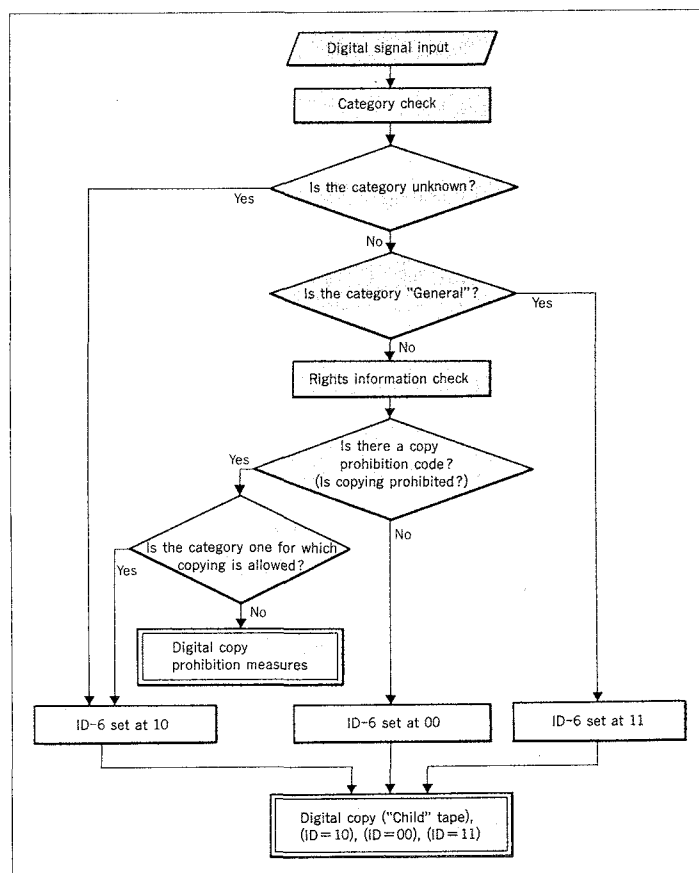 Digital signal input
Category check
Is the category unknown?
Yes
No
Is the category "General"?
Yes
No
Rights information check
Is there a copy
prohibition code?
(Is copying prohibited?)
Yes
No
Is the category one for which
copying is allowed?
Yes
No
Digital copy
prohibition measures
ID-6 set at 10
ID-6 set at 00
ID-6 set at 11
Digital copy ("Child" tape),
(ID=10), (ID=00), (ID=11)